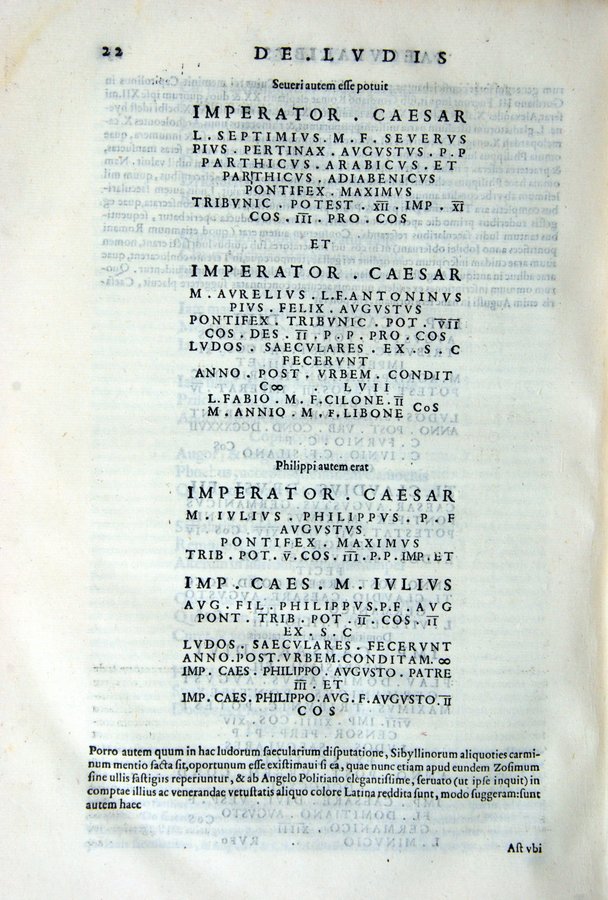 22 DE LVDIS
Seueri autem esse potuit
IMPERATOR . CAESAR
L. SEPTIMIVS . M. F. SEVERVS
PIVS . PERTINAX . AVGVSTVS . P. P
PARTHICVS . ARABICVS . ET
PARTHICVS . ADIABENICVS
PONTIFEX . MAXIMVS
TRIBVNIC . POTEST . XII . IMP . XI
COS . III . PRO . COS
ET
IMPERATOR . CAESAR
M. AVRELIVS . L. F. ANTONINVS
PIVS . FELIX . AVGVSTVS
PONTIFEX . TRIBVNIC . POT . VII
COS . DES . II . P. P. PRO . COS
LVDOS . SAECVLARES . EX . S. C
FECERVNT
ANNO . POST . VRBEM . CONDIT
C∞ . LVII
L. FABIO . M. F. CILONE . II
M. ANNIO . M. F. LIBONE COS
Philippi autem erat
IMPERATOR . CAESAR
M. IVLIVS . PHILIPPVS . P. F
AVGVSTVS
PONTIFEX . MAXIMVS
TRIB . POT . V . COS . III . P. P. IMP. ET
IMP. CAES. M. IVLIVS
AVG . FIL . PHILIPPVS . P. F. AVG
PONT . TRIB . POT . II . COS . II
EX . S. C
LVDOS . SAECVLARES . FECERVNT
ANNO . POST . VRBEM . CONDITAM . ∞
IMP. CAES. PHILIPPO . AVGVSTO . PATRE
III . ET
IMP. CAES. PHILIPPO . AVG. F. AVGVSTO . II
COS
Porro autem quum in hac ludorum saecularium disputatione, Sibyllinorum aliquoties carmi-
num mentio facta sit, oportunum esse existimaui si ea, quae nunc etiam apud eundem Zosimum
sine ullis fastigiis reperiuntur, & ab Angelo Politiano elegantissime, seruato (ut ipse inquit) in
comptae illius ac venerandae vetustatis aliquo colore Latina reddita sunt, modo suggeram: sunt
autem haec
Ast vbi